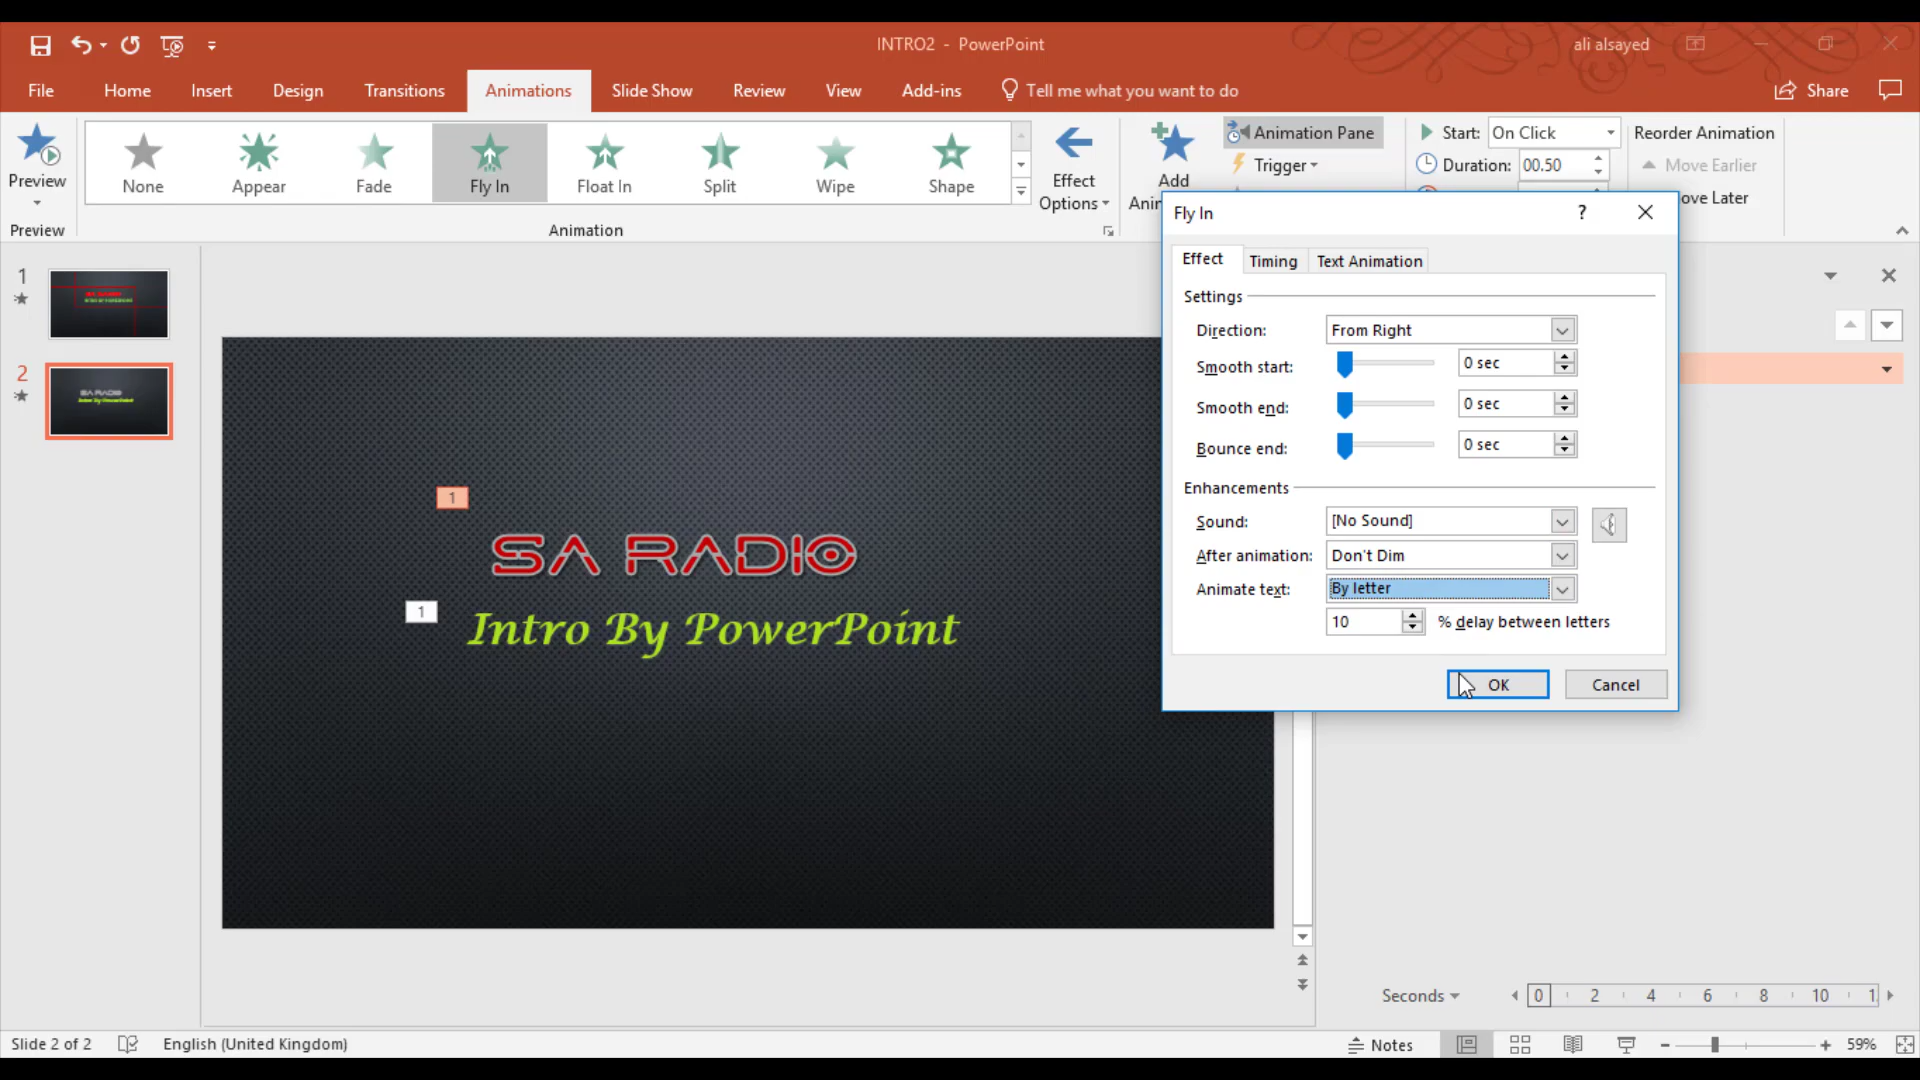 INTRO2 - PowerPoint
ali alsayed
File Home Insert Design Transitions Animations Slide Show Review View Add-ins Tell me what you want to do Share
Preview
Preview
None Appear Fade Fly In Float In Split Wipe Shape
Animation
Effect
Options
Add
Anim
Animation Pane
Trigger
Start: On Click
Duration: 00.50
Reorder Animation
Move Earlier
ove Later
1
2
1
SA RADIO
1
Intro By PowerPoint
Fly In
?
Effect Timing Text Animation
Settings
Direction: From Right
Smooth start: 0 sec
Smooth end: 0 sec
Bounce end: 0 sec
Enhancements
Sound: [No Sound]
After animation: Don't Dim
Animate text: By letter
10 % delay between letters
OK Cancel
Seconds 0 2 4 6 8 10 1
Slide 2 of 2 English (United Kingdom) Notes 59%